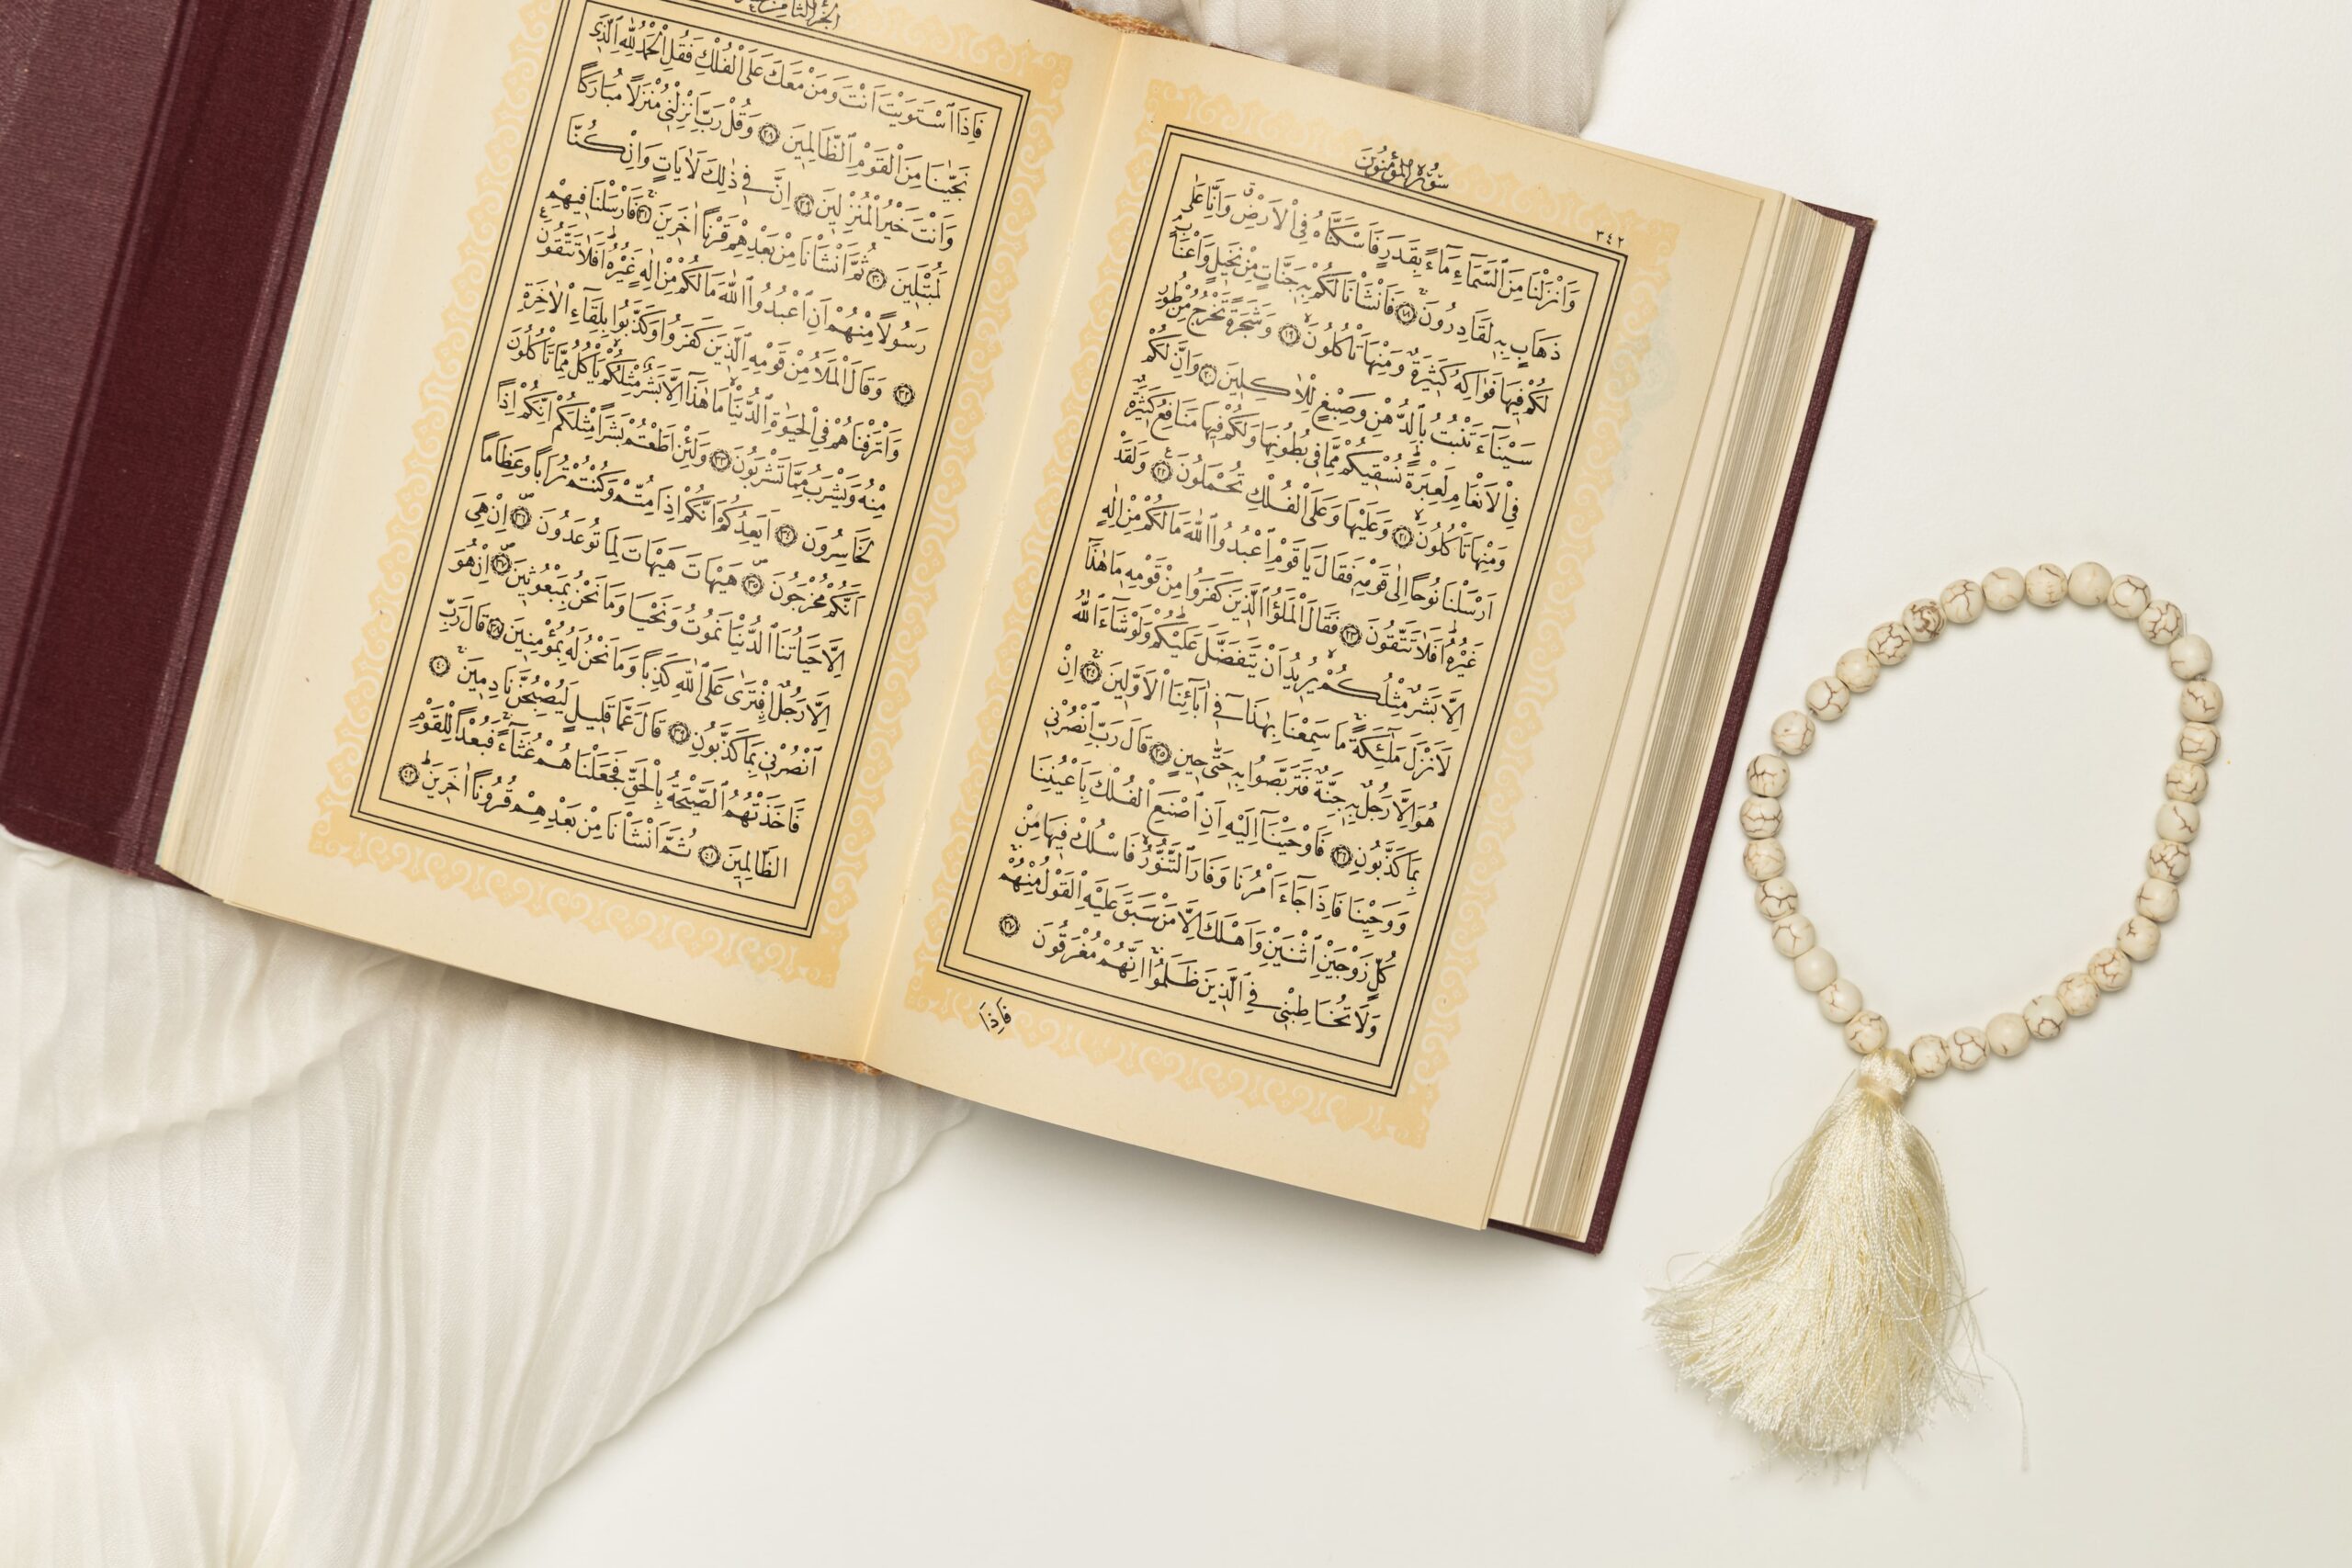 سُورَةُ الْمُؤْمِنُونَ
٣٤٢
وَاَنْزَلْنَا مِنَ السَّمَٓاءِ مَٓاءً بِقَدَرٍ فَاَسْكَنَّاهُ فِي الْاَرْضِۗ وَاِنَّا عَلٰى
ذَهَابٍ بِهٖ لَقَادِرُونَۚ ﴿١٨﴾ فَاَنْشَأْنَا لَكُمْ بِهٖ جَنَّاتٍ مِنْ نَخٖيلٍ وَاَعْنَابٍۢ
لَكُمْ فٖيهَا فَوَاكِهُ كَثٖيرَةٌ وَمِنْهَا تَأْكُلُونَۙ ﴿١٩﴾ وَشَجَرَةً تَخْرُجُ مِنْ طُورِ
سَيْنَٓاءَ تَنْبُتُ بِالدُّهْنِ وَصِبْغٍ لِلْاٰكِلٖينَ ﴿٢٠﴾ وَاِنَّ لَكُمْ
فِي الْاَنْعَامِ لَعِبْرَةًۜ نُسْقٖيكُمْ مِمَّا فٖي بُطُونِهَا وَلَكُمْ فٖيهَا مَنَافِعُ كَثٖيرَةٌ
وَمِنْهَا تَأْكُلُونَۙ ﴿٢١﴾ وَعَلَيْهَا وَعَلَى الْفُلْكِ تُحْمَلُونَ۟ ﴿٢٢﴾ وَلَقَدْ
اَرْسَلْنَا نُوحًا اِلٰى قَوْمِهٖ فَقَالَ يَا قَوْمِ اعْبُدُوا اللّٰهَ مَا لَكُمْ مِنْ اِلٰهٍ
غَيْرُهُۜ اَفَلَا تَتَّقُونَ ﴿٢٣﴾ فَقَالَ الْمَلَؤُا الَّذٖينَ كَفَرُوا مِنْ قَوْمِهٖ مَا هٰذَٓا
اِلَّا بَشَرٌ مِثْلُكُمْۙ يُرٖيدُ اَنْ يَتَفَضَّلَ عَلَيْكُمْۜ وَلَوْ شَٓاءَ اللّٰهُ
لَاَنْزَلَ مَلٰٓئِكَةًۚ مَا سَمِعْنَا بِهٰذَا فٖٓي اٰبَٓائِنَا الْاَوَّلٖينَۚ ﴿٢٤﴾ اِنْ
هُوَ اِلَّا رَجُلٌ بِهٖ جِنَّةٌ فَتَرَبَّصُوا بِهٖ حَتّٰى حٖينٍ ﴿٢٥﴾ قَالَ رَبِّ انْصُرْنٖي
بِمَا كَذَّبُونِ ﴿٢٦﴾ فَاَوْحَيْنَٓا اِلَيْهِ اَنِ اصْنَعِ الْفُلْكَ بِاَعْيُنِنَا
وَوَحْيِنَا فَاِذَا جَٓاءَ اَمْرُنَا وَفَارَ التَّنُّورُۙ فَاسْلُكْ فٖيهَا مِنْ
كُلٍّ زَوْجَيْنِ اثْنَيْنِ وَاَهْلَكَ اِلَّا مَنْ سَبَقَ عَلَيْهِ الْقَوْلُ مِنْهُمْۚ
وَلَا تُخَاطِبْنٖي فِي الَّذٖينَ ظَلَمُواۚ اِنَّهُمْ مُغْرَقُونَ ﴿٢٧﴾
فَاِذَا
فَاِذَا اسْتَوَيْتَ اَنْتَ وَمَنْ مَعَكَ عَلَى الْفُلْكِ فَقُلِ الْحَمْدُ لِلّٰهِ الَّذٖي
نَجّٰينَا مِنَ الْقَوْمِ الظَّالِمٖينَ ﴿٢٨﴾ وَقُلْ رَبِّ اَنْزِلْنٖي مُنْزَلًا مُبَارَكًا
وَاَنْتَ خَيْرُ الْمُنْزِلٖينَ ﴿٢٩﴾ اِنَّ فٖي ذٰلِكَ لَاٰيَاتٍ وَاِنْ كُنَّا
لَمُبْتَلٖينَ ﴿٣٠﴾ ثُمَّ اَنْشَأْنَا مِنْ بَعْدِهِمْ قَرْنًا اٰخَرٖينَۚ ﴿٣١﴾ فَاَرْسَلْنَا فٖيهِمْ
رَسُولًا مِنْهُمْ اَنِ اعْبُدُوا اللّٰهَ مَا لَكُمْ مِنْ اِلٰهٍ غَيْرُهُۜ اَفَلَا تَتَّقُونَ۟
﴿٣٢﴾ وَقَالَ الْمَلَاُ مِنْ قَوْمِهِ الَّذٖينَ كَفَرُوا وَكَذَّبُوا بِلِقَٓاءِ الْاٰخِرَةِ
وَاَتْرَفْنَاهُمْ فِي الْحَيٰوةِ الدُّنْيَاۙ مَا هٰذَٓا اِلَّا بَشَرٌ مِثْلُكُمْۙ يَأْكُلُ مِمَّا تَأْكُلُونَ
مِنْهُ وَيَشْرَبُ مِمَّا تَشْرَبُونَ ﴿٣٣﴾ وَلَئِنْ اَطَعْتُمْ بَشَرًا مِثْلَكُمْ اِنَّكُمْ اِذًا
لَخَاسِرُونَ ﴿٣٤﴾ اَيَعِدُكُمْ اَنَّكُمْ اِذَا مِتُّمْ وَكُنْتُمْ تُرَابًا وَعِظَامًا
اَنَّكُمْ مُخْرَجُونَ ﴿٣٥﴾ هَيْهَاتَ هَيْهَاتَ لِمَا تُوعَدُونَ ﴿٣٦﴾ اِنْ هِيَ
اِلَّا حَيَاتُنَا الدُّنْيَا نَمُوتُ وَنَحْيَا وَمَا نَحْنُ بِمَبْعُوثٖينَ ﴿٣٧﴾ اِنْ هُوَ
اِلَّا رَجُلٌ افْتَرٰى عَلَى اللّٰهِ كَذِبًا وَمَا نَحْنُ لَهُ بِمُؤْمِنٖينَ ﴿٣٨﴾ قَالَ رَبِّ
انْصُرْنٖي بِمَا كَذَّبُونِ ﴿٣٩﴾ قَالَ عَمَّا قَلٖيلٍ لَيُصْبِحُنَّ نَادِمٖينَۚ ﴿٤٠﴾
فَاَخَذَتْهُمُ الصَّيْحَةُ بِالْحَقِّ فَجَعَلْنَاهُمْ غُثَٓاءًۚ فَبُعْدًا لِلْقَوْمِ
الظَّالِمٖينَ ﴿٤١﴾ ثُمَّ اَنْشَأْنَا مِنْ بَعْدِهِمْ قُرُونًا اٰخَرٖينَۜ ﴿٤٢﴾